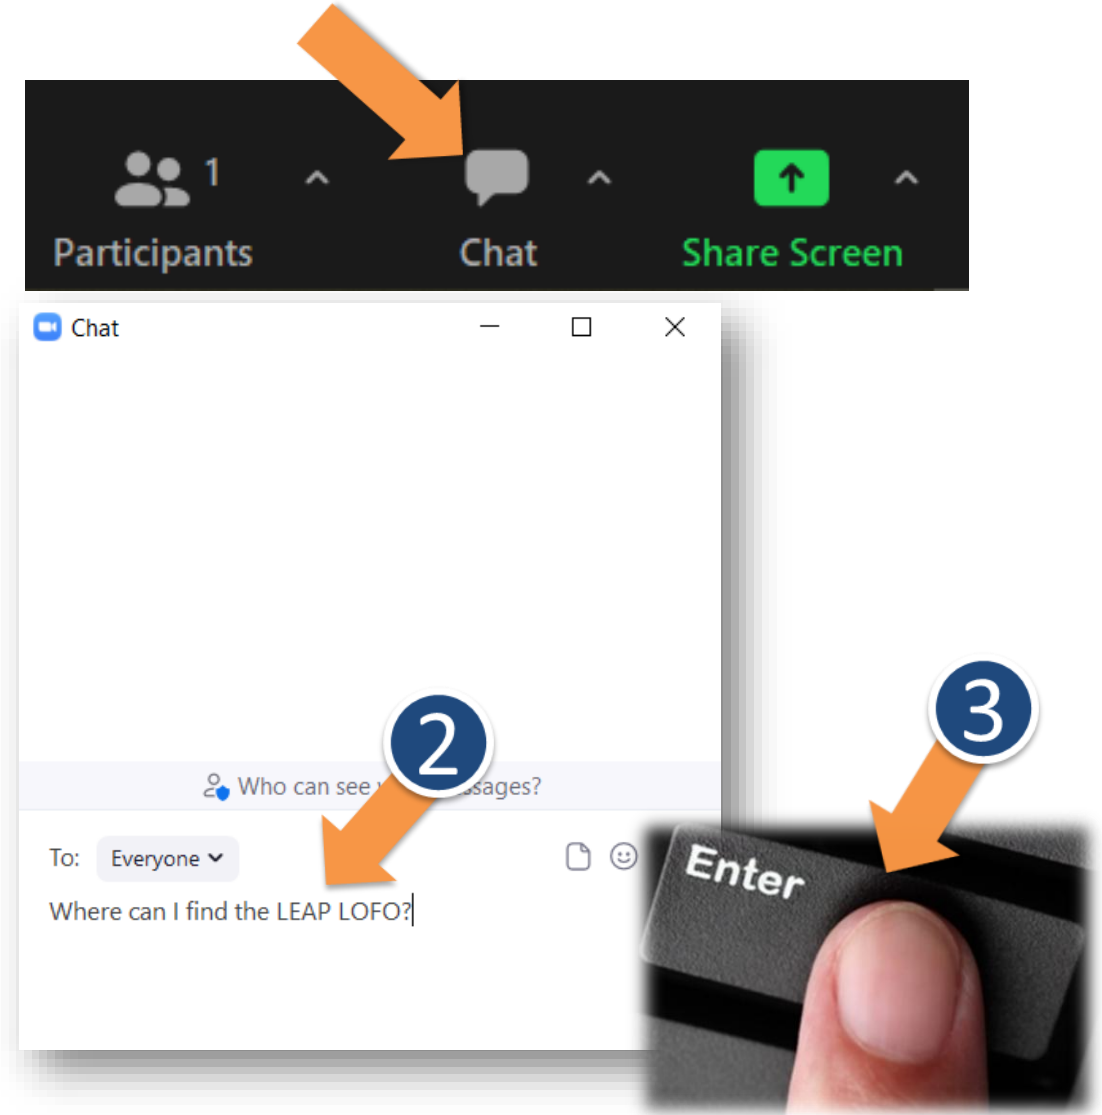 1
Participants
Chat
Share Screen
Chat
2
Who can see ssages?
To: Everyone
Where can I find the LEAP LOFO?
3
Enter